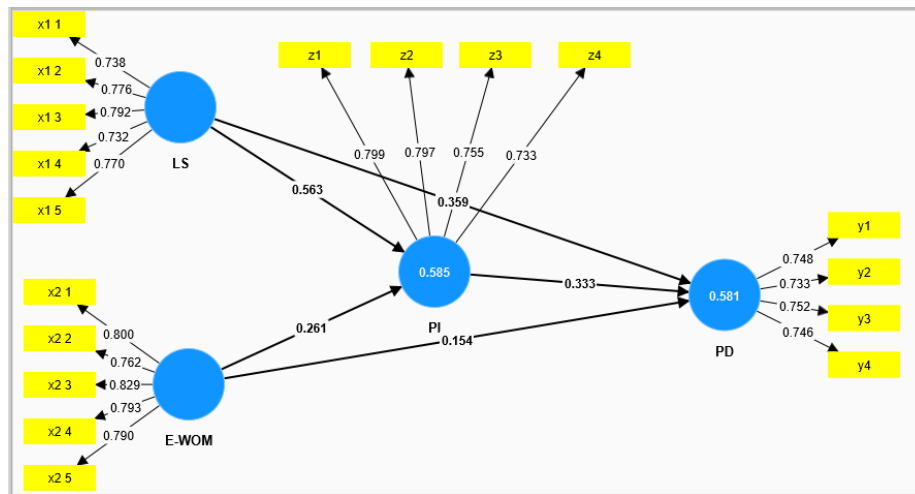 x1 1
x1 2
x1 3
x1 4
x1 5
0.738
0.776
0.792
0.732
0.770
LS
z1
z2
z3
z4
0.799
0.797
0.755
0.733
0.563
0.359
0.585
PI
0.333
0.261
0.154
x2 1
x2 2
x2 3
x2 4
x2 5
0.800
0.762
0.829
0.793
0.790
E-WOM
0.581
PD
0.748
0.733
0.752
0.746
y1
y2
y3
y4